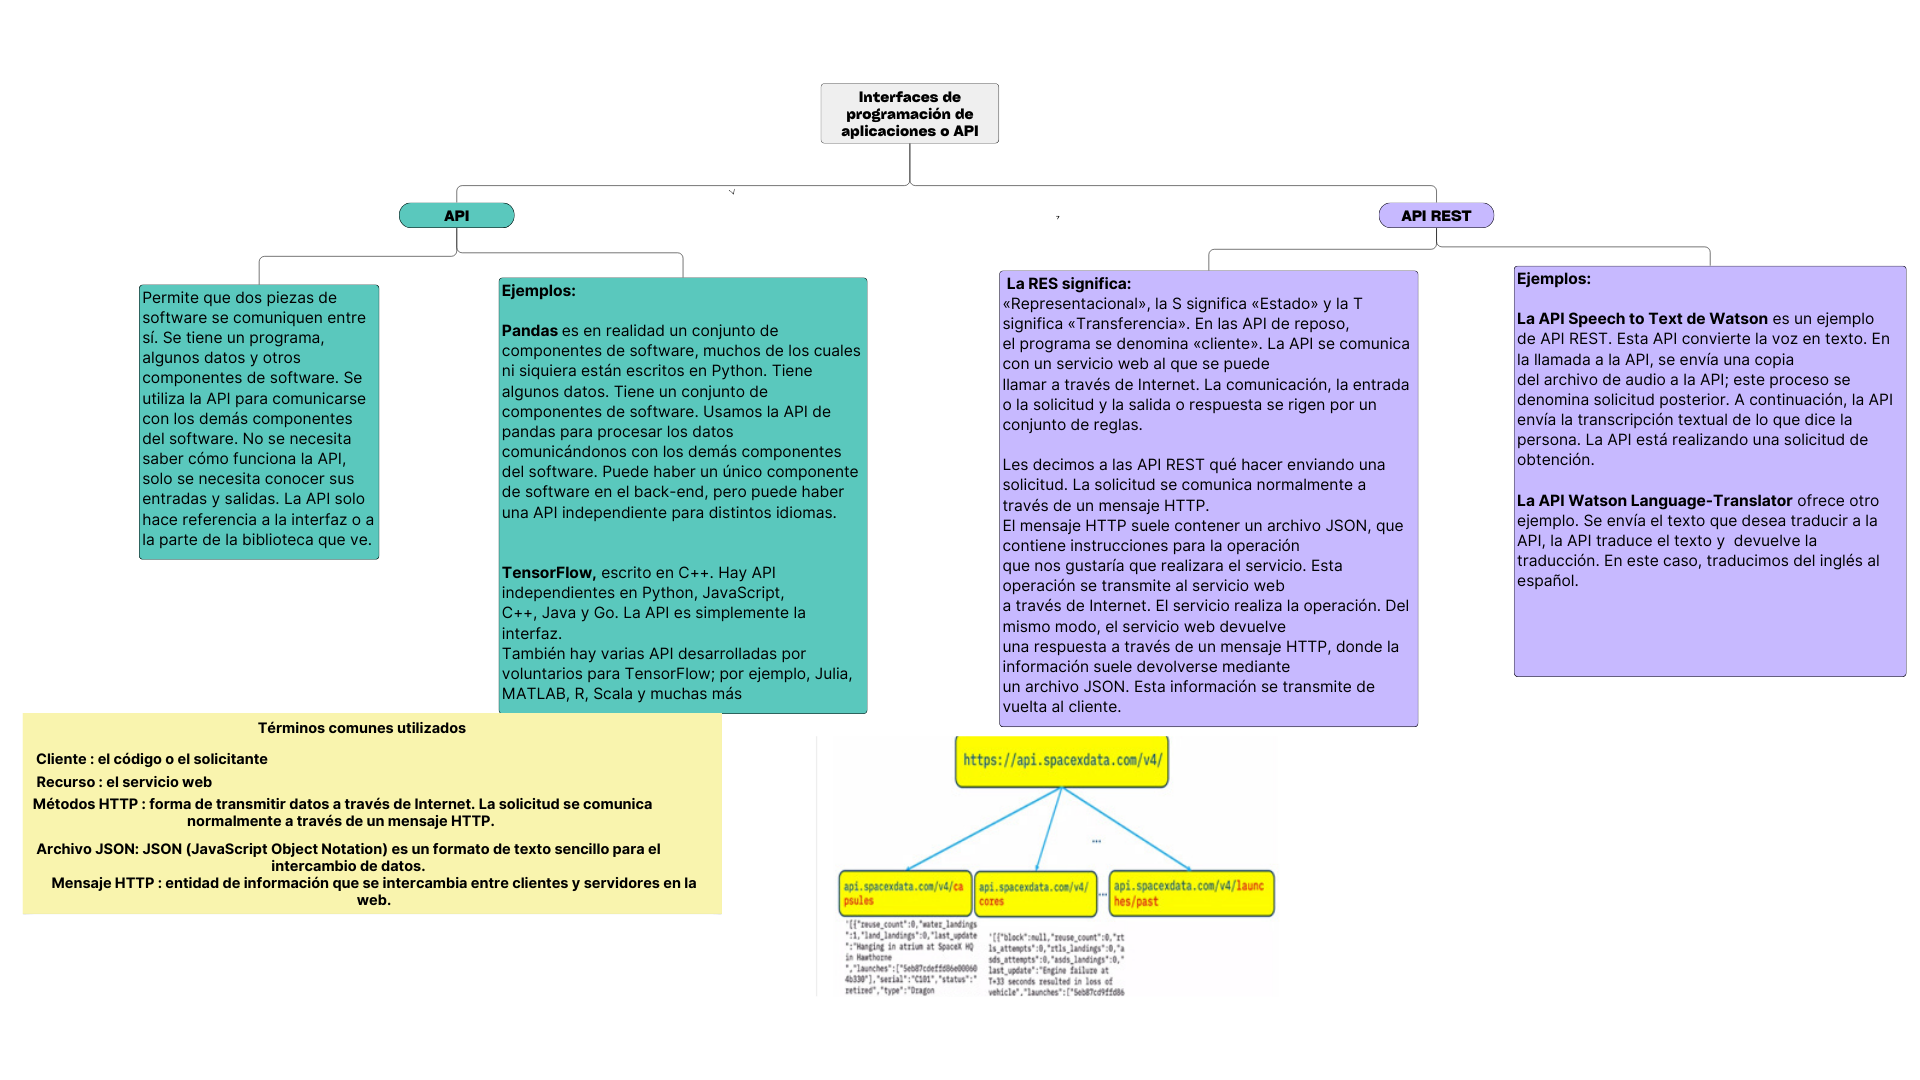 Interfaces de
programación de
aplicaciones o API
API
API REST
Permite que dos piezas de
software se comuniquen entre
sí. Se tiene un programa,
algunos datos y otros
componentes de software. Se
utiliza la API para comunicarse
con los demás componentes
del software. No se necesita
saber cómo funciona la API,
solo se necesita conocer sus
entradas y salidas. La API solo
hace referencia a la interfaz o a
la parte de la biblioteca que ve.
Ejemplos:
Pandas es en realidad un conjunto de
componentes de software, muchos de los cuales
ni siquiera están escritos en Python. Tiene
algunos datos. Tiene un conjunto de
componentes de software. Usamos la API de
pandas para procesar los datos
comunicándonos con los demás componentes
del software. Puede haber un único componente
de software en el back-end, pero puede haber
una API independiente para distintos idiomas.
TensorFlow, escrito en C++. Hay API
independientes en Python, JavaScript,
C++, Java y Go. La API es simplemente la
interfaz.
También hay varias API desarrolladas por
voluntarios para TensorFlow; por ejemplo, Julia,
MATLAB, R, Scala y muchas más
La RES significa:
«Representacional», la S significa «Estado» y la T
significa «Transferencia». En las API de reposo,
el programa se denomina «cliente». La API se comunica
con un servicio web al que se puede
llamar a través de Internet. La comunicación, la entrada
o la solicitud y la salida o respuesta se rigen por un
conjunto de reglas.
Les decimos a las API REST qué hacer enviando una
solicitud. La solicitud se comunica normalmente a
través de un mensaje HTTP.
El mensaje HTTP suele contener un archivo JSON, que
contiene instrucciones para la operación
que nos gustaría que realizara el servicio. Esta
operación se transmite al servicio web
a través de Internet. El servicio realiza la operación. Del
mismo modo, el servicio web devuelve
una respuesta a través de un mensaje HTTP, donde la
información suele devolverse mediante
un archivo JSON. Esta información se transmite de
vuelta al cliente.
Ejemplos:
La API Speech to Text de Watson es un ejemplo
de API REST. Esta API convierte la voz en texto. En
la llamada a la API, se envía una copia
del archivo de audio a la API; este proceso se
denomina solicitud posterior. A continuación, la API
envía la transcripción textual de lo que dice la
persona. La API está realizando una solicitud de
obtención.
La API Watson Language-Translator ofrece otro
ejemplo. Se envía el texto que desea traducir a la
API, la API traduce el texto y  devuelve la
traducción. En este caso, traducimos del inglés al
español.
Términos comunes utilizados
Cliente : el código o el solicitante
Recurso : el servicio web
Métodos HTTP : forma de transmitir datos a través de Internet. La solicitud se comunica
normalmente a través de un mensaje HTTP.
Archivo JSON: JSON (JavaScript Object Notation) es un formato de texto sencillo para el
intercambio de datos.
Mensaje HTTP : entidad de información que se intercambia entre clientes y servidores en la
web.
https://api.spacexdata.com/v4/
...
api.spacexdata.com/v4/ca
psules
api.spacexdata.com/v4/
cores
...
api.spacexdata.com/v4/launc
hes/past
'[{"reuse_count":0,"water_landings
":1,"land_landings":0,"last_update
":"Hanging in atrium at SpaceX HQ
in Hawthorne
","launches":["5eb87cdeffd86e00060
4b330"],"serial":"C101","status":"
retired","type":"Dragon
'[{"block":null,"reuse_count":0,"rt
ls_attempts":0,"rtls_landings":0,"a
sds_attempts":0,"asds_landings":0,"
last_update":"Engine failure at
T+33 seconds resulted in loss of
vehicle","launches":["5eb87cd9ffd86